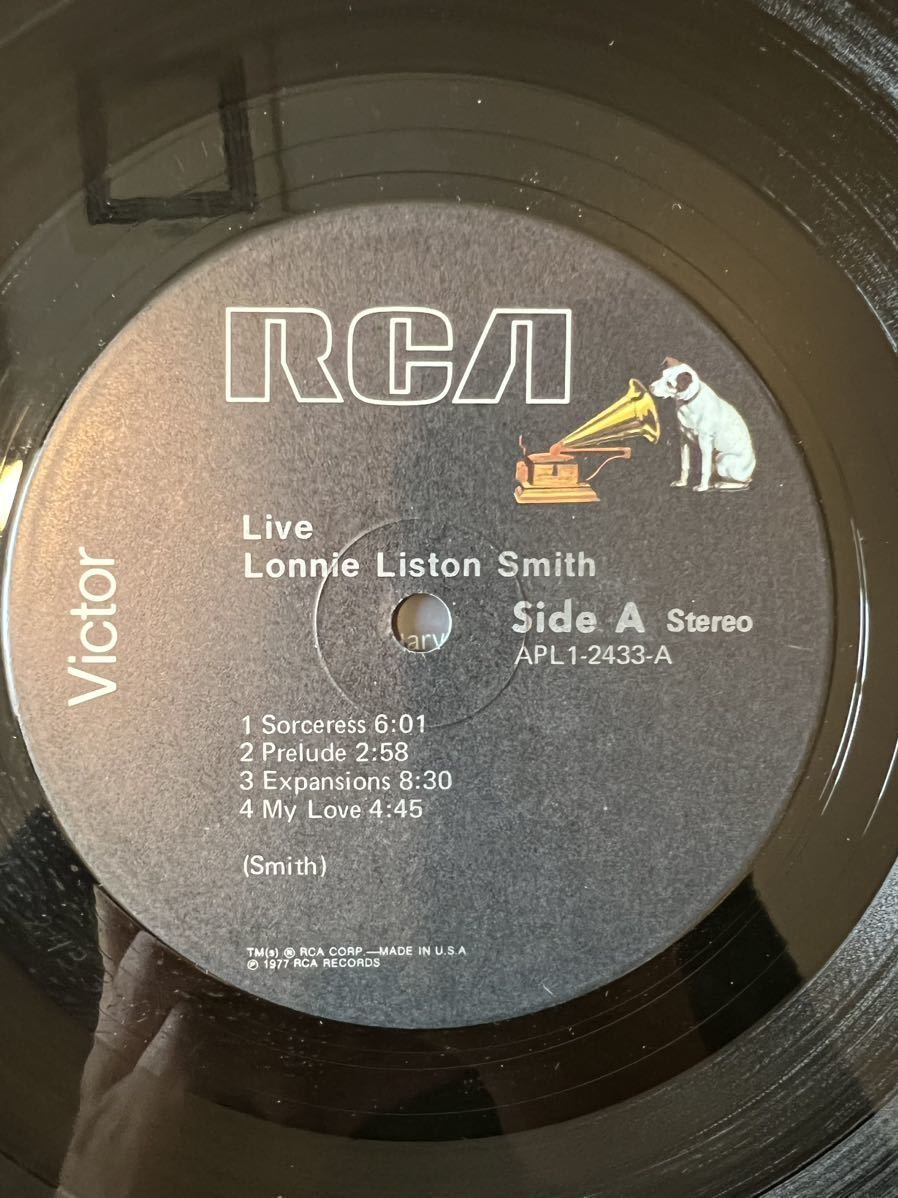 RCA
Victor
Live
Lonnie Liston Smith
Side A Stereo
APL1-2433-A
1 Sorceress 6:01
2 Prelude 2:58
3 Expansions 8:30
4 My Love 4:45
(Smith)
TM(s) ® RCA CORP.—MADE IN U.S.A
℗ 1977 RCA RECORDS